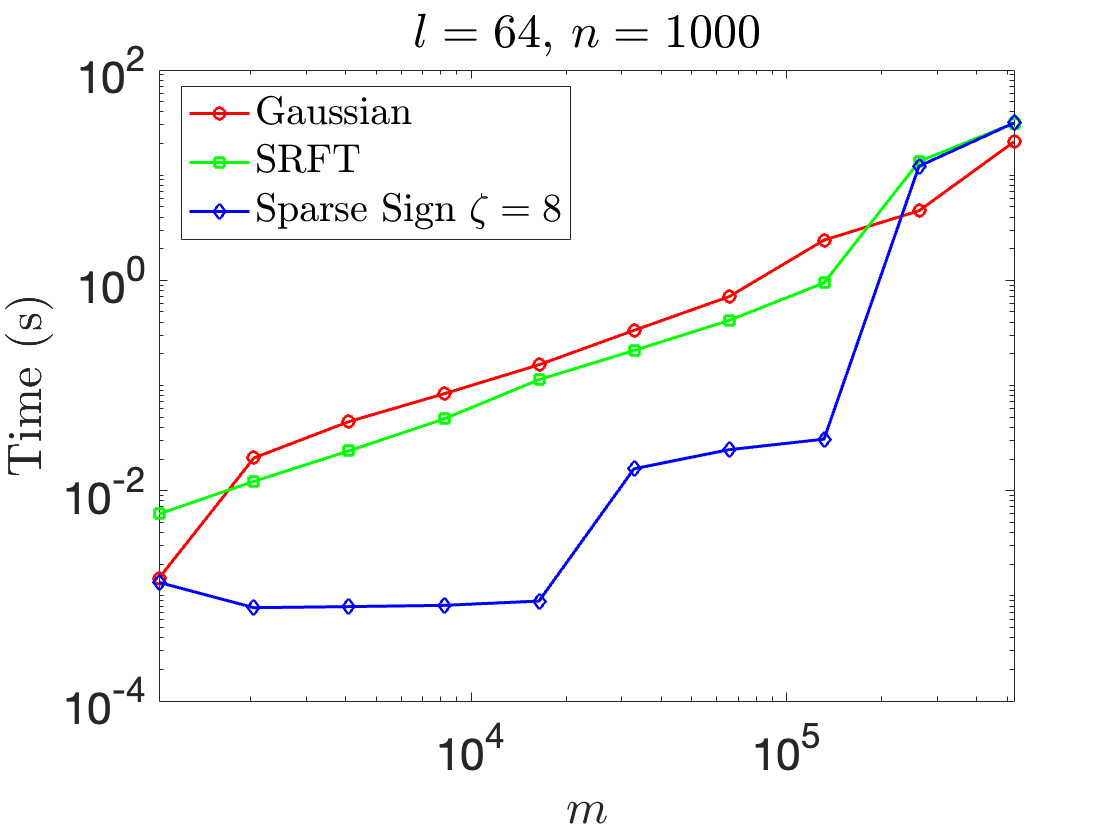 l = 64, n = 1000
10^2
10^0
10^-2
10^-4
Time (s)
Gaussian
SRFT
Sparse Sign ζ = 8
10^4 10^5
m